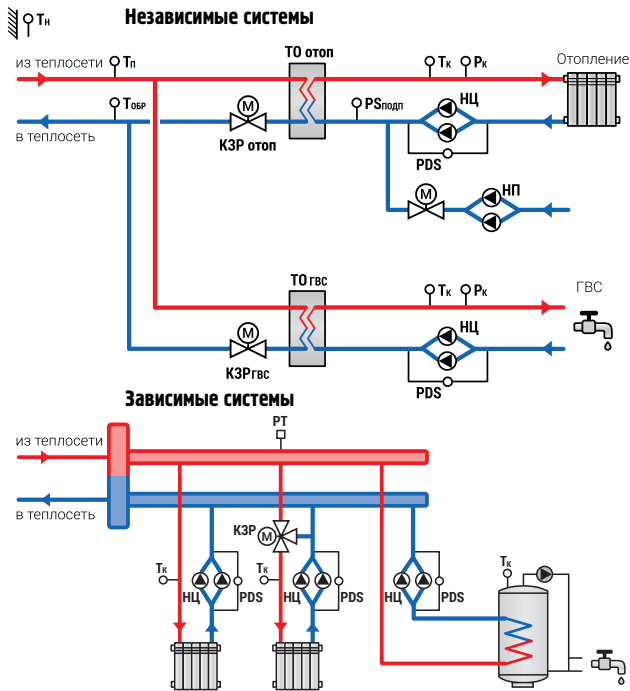 Независимые системы
Tн
из теплосети
Tп
ТО отоп
Tк
Pк
Отопление
Tобр
в теплосеть
М
КЗР отоп
PSподп
НЦ
PDS
М
НП
ТО гвс
Tк
Pк
ГВС
М
КЗРгвс
НЦ
PDS
Зависимые системы
из теплосети
РТ
в теплосеть
КЗР
М
Tк
НЦ
PDS
Tк
НЦ
PDS
НЦ
PDS
Tк